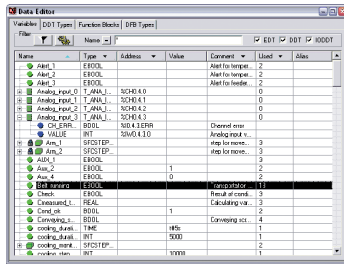 Data Editor
Variables DDT Types Function Blocks DFB Types
Filter
Name = * EDT DDT IODDT
Name Type Address Value Comment Used Alias
Alert_1 EBOOL Alert for temper... 2
Alert_2 EBOOL Alert for temper... 2
Alert_3 EBOOL Alert for feeder... 2
Analog_input_0 T_ANA_I... %CH0.4.0 0
Analog_input_1 T_ANA_I... %CH0.4.1 0
Analog_input_2 T_ANA_I... %CH0.4.2 0
Analog_input_3 T_ANA_I... %CH0.4.3 0
CH_ERR... BOOL %I0.4.3.ERR Channel error
VALUE INT %IW0.4.3.0 Analog input v...
Arm_1 SFCSTEP... step for move... 3
Arm_2 SFCSTEP... step for move... 3
AUX_1 EBOOL 3
Aux_2 EBOOL 1 2
Aux_4 EBOOL 0 2
Belt_running EBOOL Transportator ... 13
Check EBOOL Result of condi... 3
Measured_t... REAL Calculating var... 3
Cond_ok BOOL 1 2
Conveying_s... BOOL Conveying scr... 4
cooling_durati... TIME 1
cooling_durati... INT 5000 1
cooling_monit... SFCSTEP... 2
cooling_step INT 10000 1